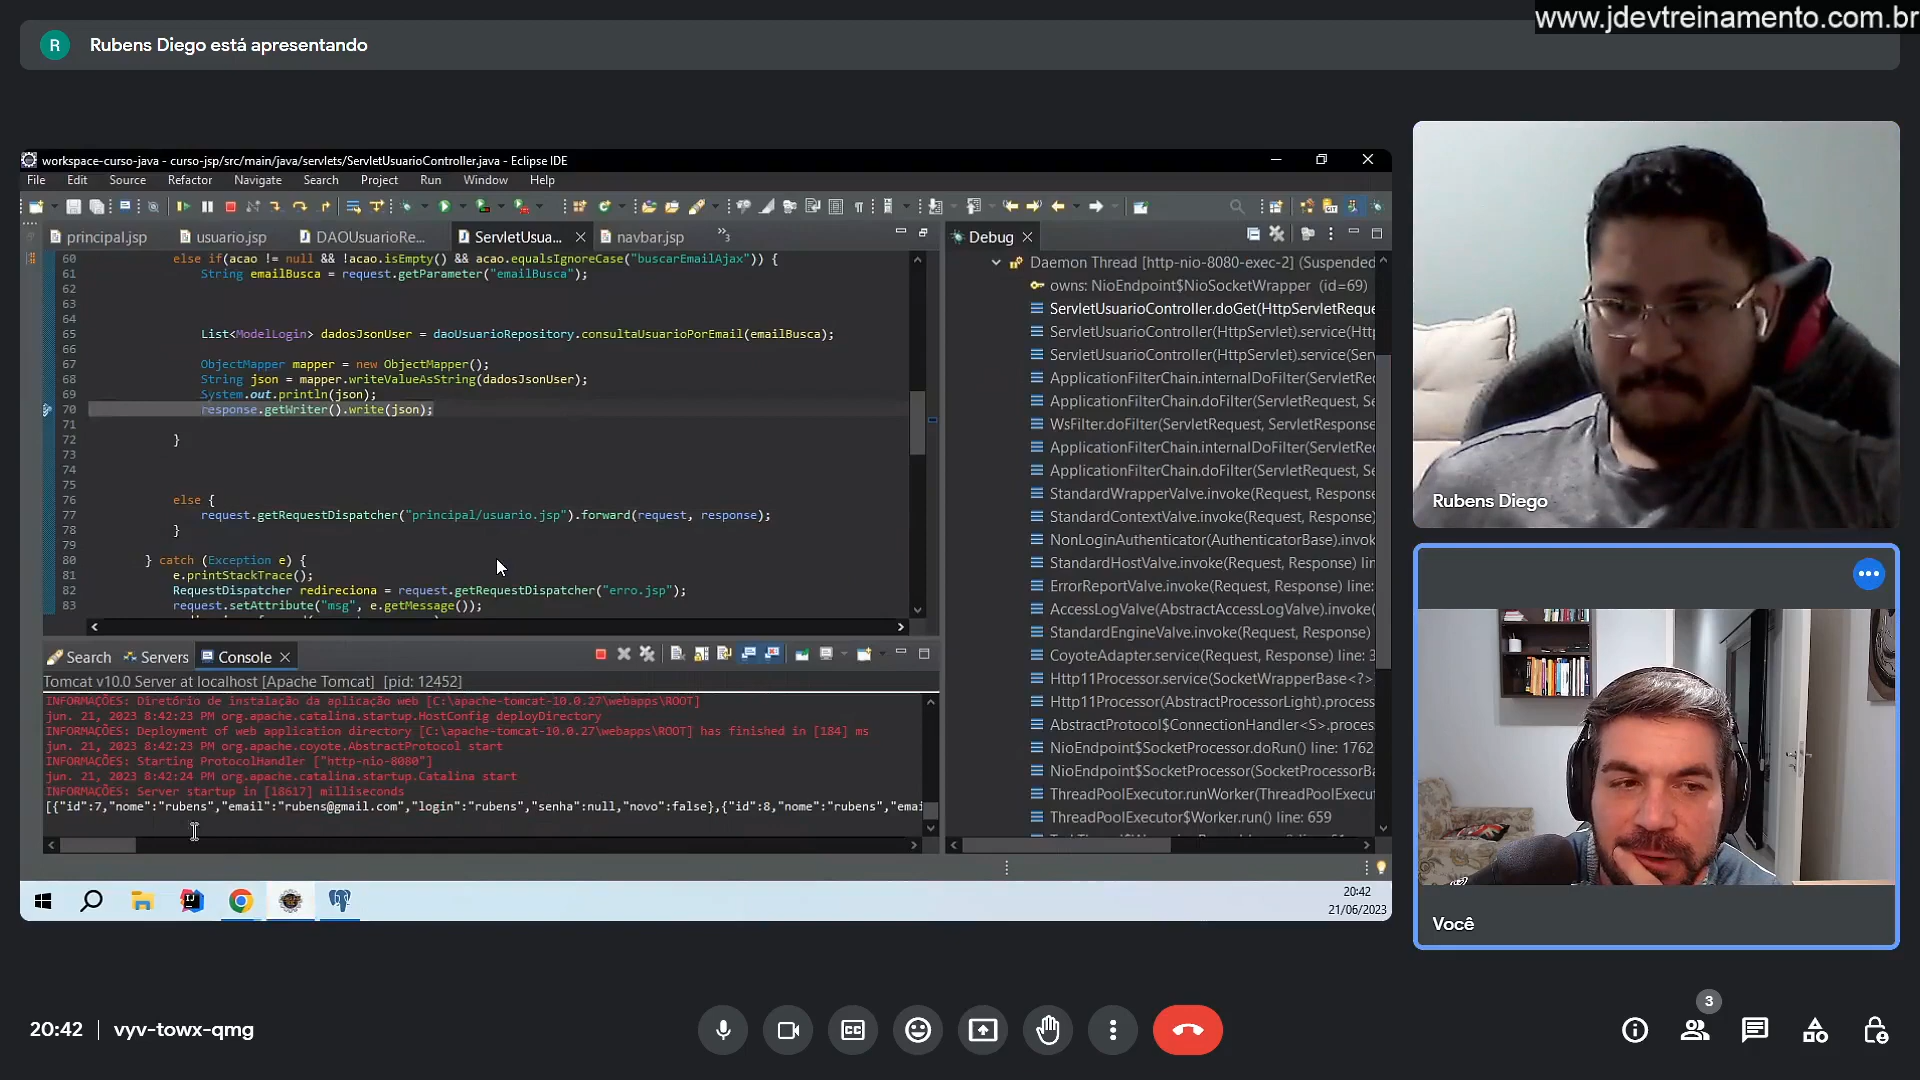 www.jdevtreinamento.com.br
R Rubens Diego está apresentando
workspace-curso-java - curso-jsp/src/main/java/servlets/ServletUsuarioController.java - Eclipse IDE
File Edit Source Refactor Navigate Search Project Run Window Help
principal.jsp usuario.jsp DAOUsuarioRe... ServletUsua... navbar.jsp »3
60 else if(acao != null && !acao.isEmpty() && acao.equalsIgnoreCase("buscarEmailAjax")) {
61 String emailBusca = request.getParameter("emailBusca");
62
63
64
65 List<ModelLogin> dadosJsonUser = daoUsuarioRepository.consultaUsuarioPorEmail(emailBusca);
66
67 ObjectMapper mapper = new ObjectMapper();
68 String json = mapper.writeValueAsString(dadosJsonUser);
69 System.out.println(json);
70 response.getWriter().write(json);
71
72 }
73
74
75
76 else {
77 request.getRequestDispatcher("principal/usuario.jsp").forward(request, response);
78 }
79
80 } catch (Exception e) {
81 e.printStackTrace();
82 RequestDispatcher redireciona = request.getRequestDispatcher("erro.jsp");
83 request.setAttribute("msg", e.getMessage());
Debug
Daemon Thread [http-nio-8080-exec-2] (Suspended
owns: NioEndpoint$NioSocketWrapper (id=69)
ServletUsuarioController.doGet(HttpServletReque
ServletUsuarioController(HttpServlet).service(Htt
ServletUsuarioController(HttpServlet).service(Ser
ApplicationFilterChain.internalDoFilter(ServletRe
ApplicationFilterChain.doFilter(ServletRequest, S
WsFilter.doFilter(ServletRequest, ServletResponse
ApplicationFilterChain.internalDoFilter(ServletRe
ApplicationFilterChain.doFilter(ServletRequest, Se
StandardWrapperValve.invoke(Request, Response
StandardContextValve.invoke(Request, Response)
NonLoginAuthenticator(AuthenticatorBase).invok
StandardHostValve.invoke(Request, Response) lin
ErrorReportValve.invoke(Request, Response) line:
AccessLogValve(AbstractAccessLogValve).invoke(
StandardEngineValve.invoke(Request, Response)
CoyoteAdapter.service(Request, Response) line: 3
Http11Processor.service(SocketWrapperBase<?>
Http11Processor(AbstractProcessorLight).process
AbstractProtocol$ConnectionHandler<S>.process
NioEndpoint$SocketProcessor.doRun() line: 1762
NioEndpoint$SocketProcessor(SocketProcessorBas
ThreadPoolExecutor.runWorker(ThreadPoolExecut
ThreadPoolExecutor$Worker.run() line: 659
Search Servers Console
Tomcat v10.0 Server at localhost [Apache Tomcat] [pid: 12452]
INFORMAÇÕES: Diretório de instalação da aplicação web [C:\apache-tomcat-10.0.27\webapps\ROOT]
jun. 21, 2023 8:42:23 PM org.apache.catalina.startup.HostConfig deployDirectory
INFORMAÇÕES: Deployment of web application directory [C:\apache-tomcat-10.0.27\webapps\ROOT] has finished in [184] ms
jun. 21, 2023 8:42:23 PM org.apache.coyote.AbstractProtocol start
INFORMAÇÕES: Starting ProtocolHandler ["http-nio-8080"]
jun. 21, 2023 8:42:24 PM org.apache.catalina.startup.Catalina start
INFORMAÇÕES: Server startup in [18617] milliseconds
[{"id":7,"nome":"rubens","email":"rubens@gmail.com","login":"rubens","senha":null,"novo":false},{"id":8,"nome":"rubens","emai
20:42
21/06/2023
Rubens Diego
Você
20:42 | vyv-towx-qmg
3